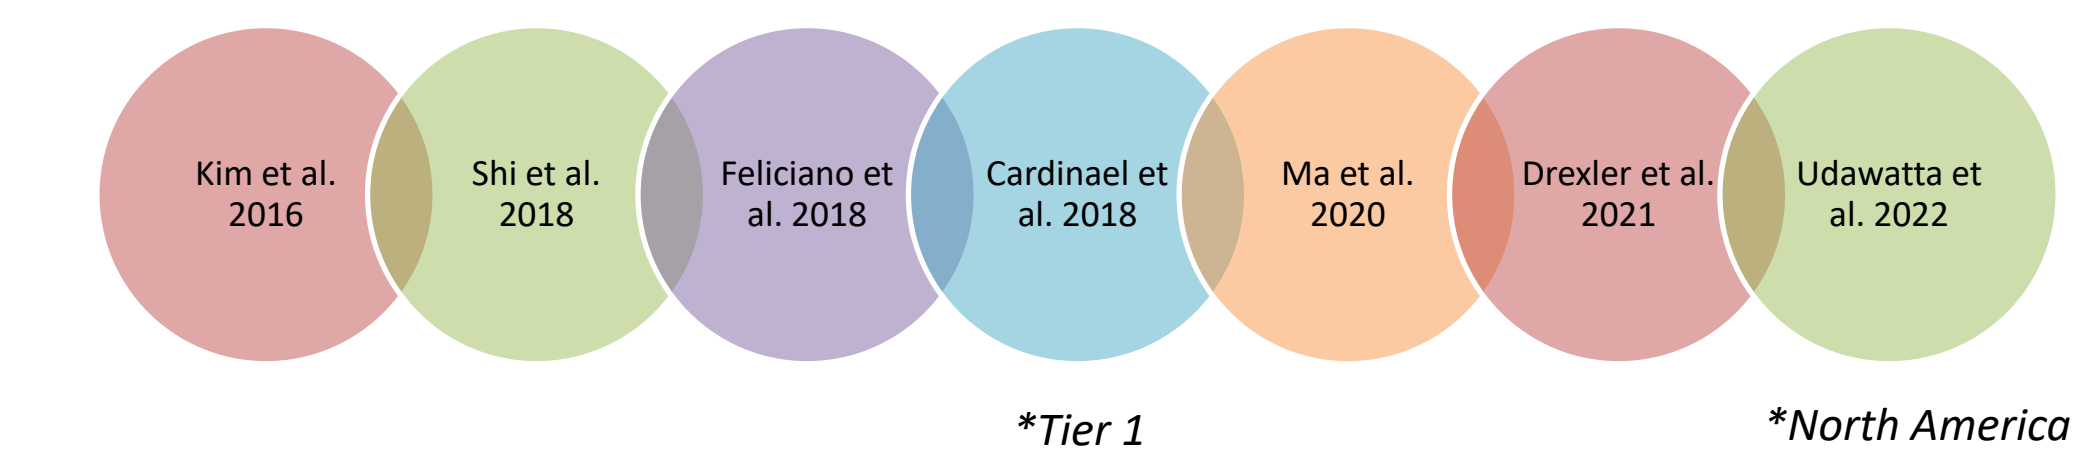 Kim et al.
2016
Shi et al.
2018
Feliciano et
al. 2018
Cardinael et
al. 2018
Ma et al.
2020
Drexler et al.
2021
Udawatta et
al. 2022
*Tier 1
*North America